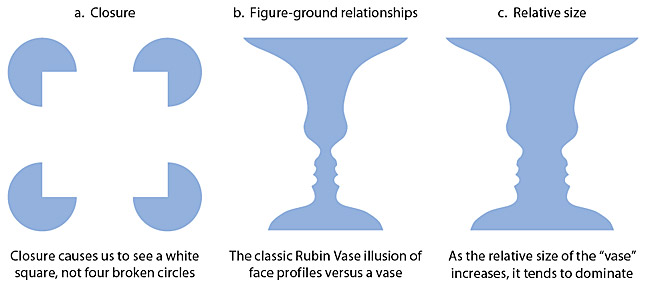 a. Closure
b. Figure-ground relationships
c. Relative size
Closure causes us to see a white
square, not four broken circles
The classic Rubin Vase illusion of
face profiles versus a vase
As the relative size of the “vase”
increases, it tends to dominate